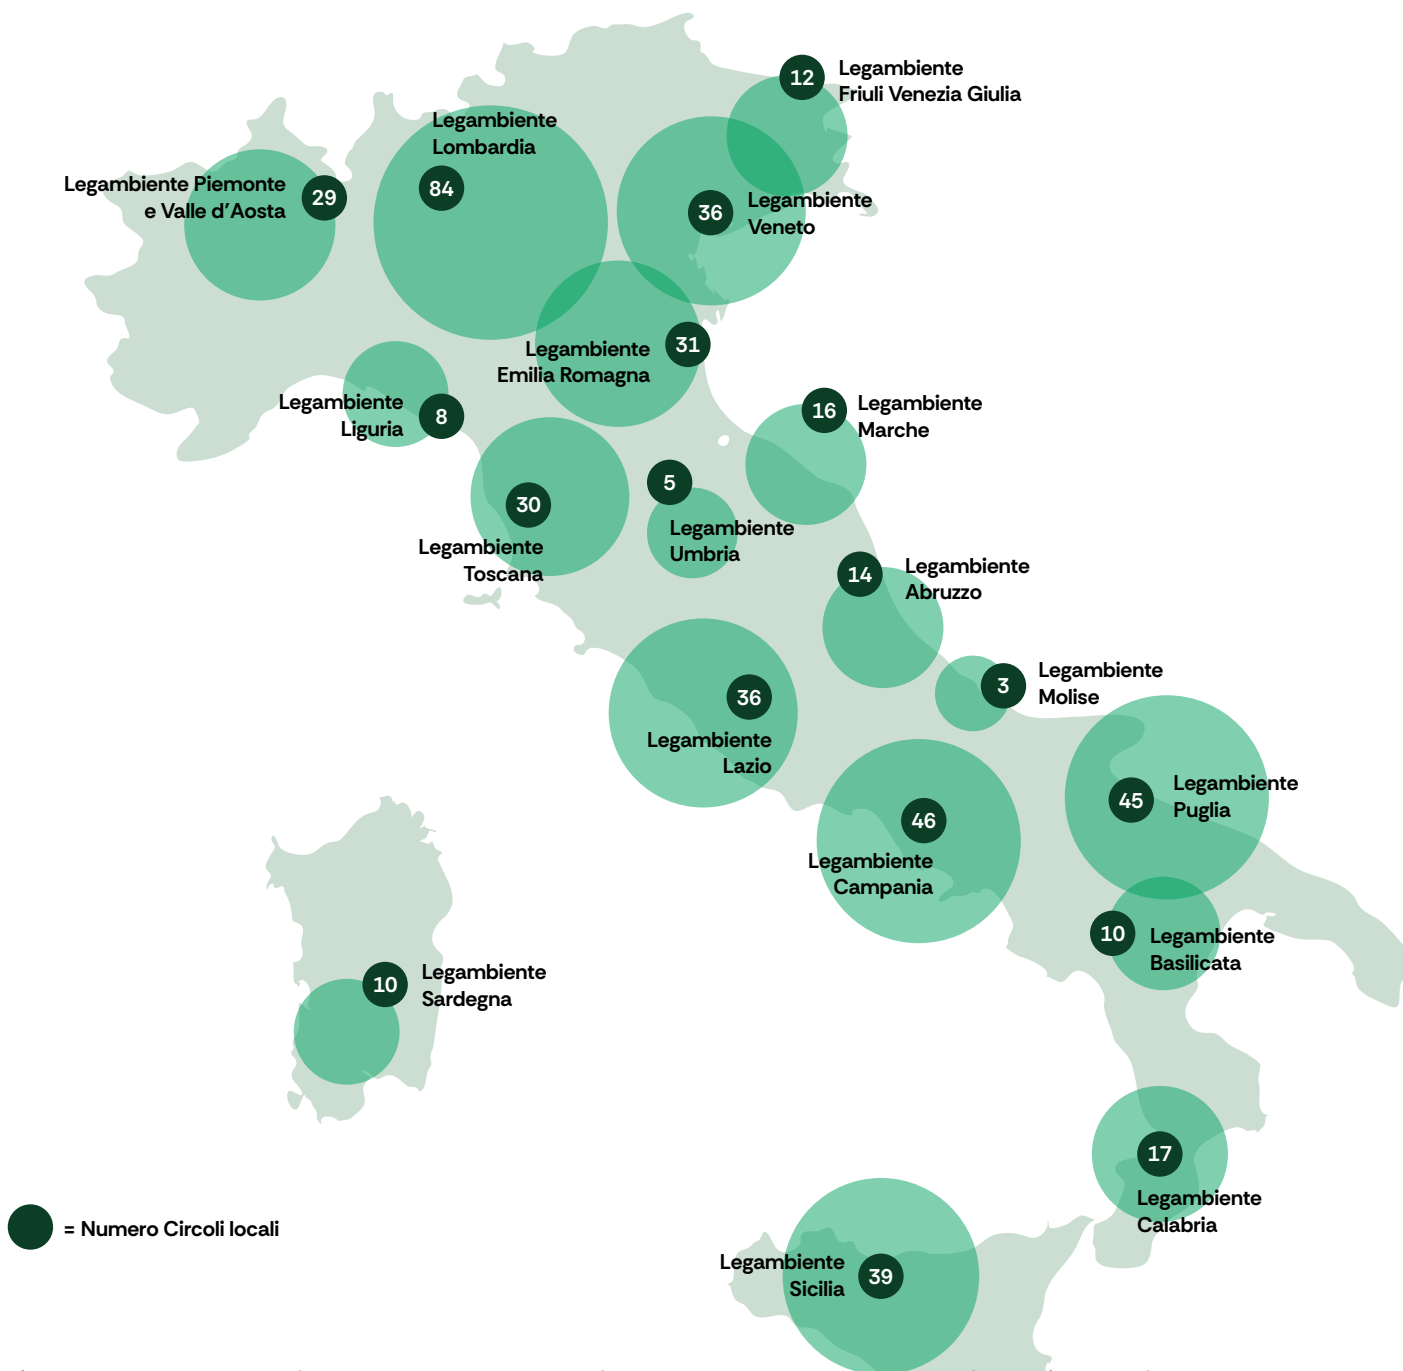 12
Legambiente
Friuli Venezia Giulia
Legambiente
Lombardia
84
Legambiente Piemonte
e Valle d'Aosta
29
36
Legambiente
Veneto
Legambiente
Emilia Romagna
31
Legambiente
Liguria
8
16
Legambiente
Marche
30
Legambiente
Toscana
5
Legambiente
Umbria
14
Legambiente
Abruzzo
3
Legambiente
Molise
36
Legambiente
Lazio
45
Legambiente
Puglia
46
Legambiente
Campania
10
Legambiente
Basilicata
10
Legambiente
Sardegna
17
Legambiente
Calabria
= Numero Circoli locali
Legambiente
Sicilia
39